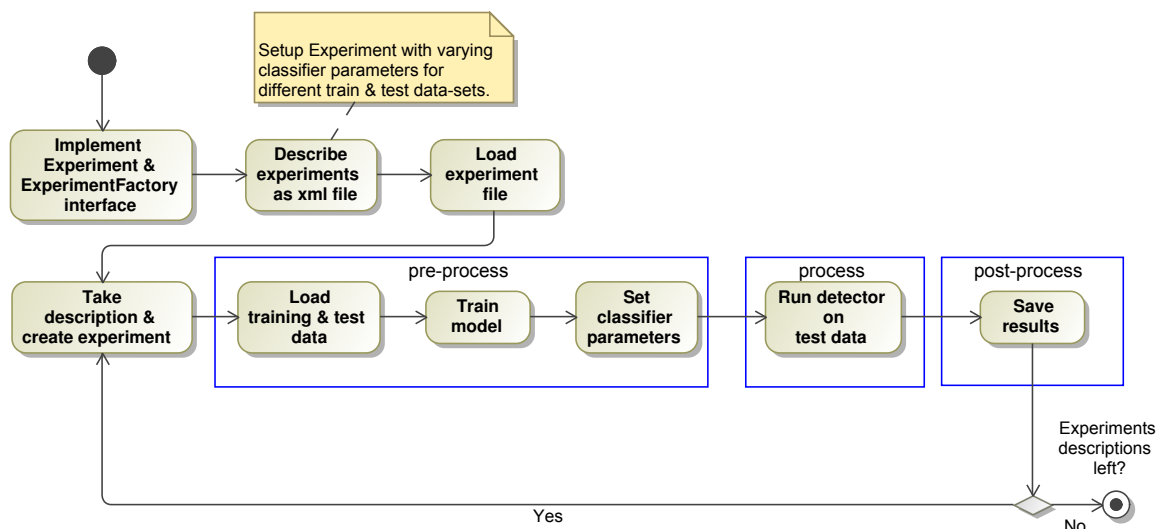 Setup Experiment with varying
classifier parameters for
different train & test data-sets.
Implement
Experiment &
ExperimentFactory
interface
Describe
experiments
as xml file
Load
experiment
file
Take
description &
create experiment
pre-process
Load
training & test
data
Train
model
Set
classifier
parameters
process
Run detector
on
test data
post-process
Save
results
Experiments
descriptions
left?
Yes
No